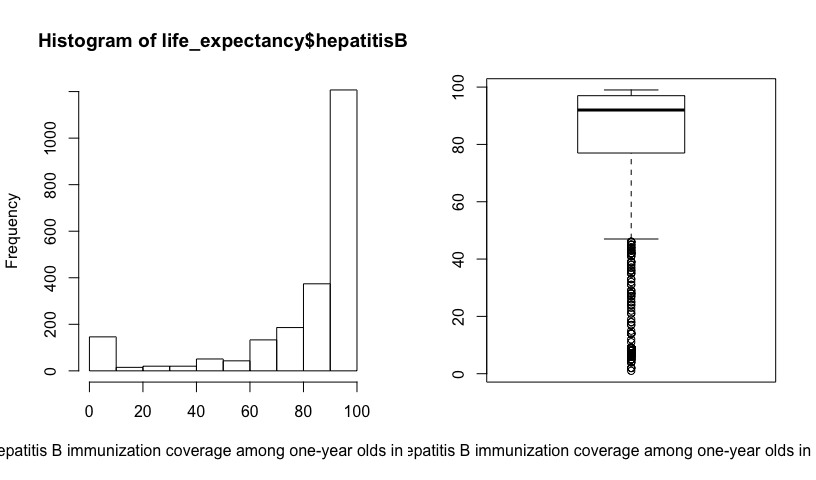 Histogram of life_expectancy$hepatitisB
Frequency
0 200 400 600 800 1000
0 20 40 60 80 100
epatitis B immunization coverage among one-year olds in
0 20 40 60 80 100
epatitis B immunization coverage among one-year olds in